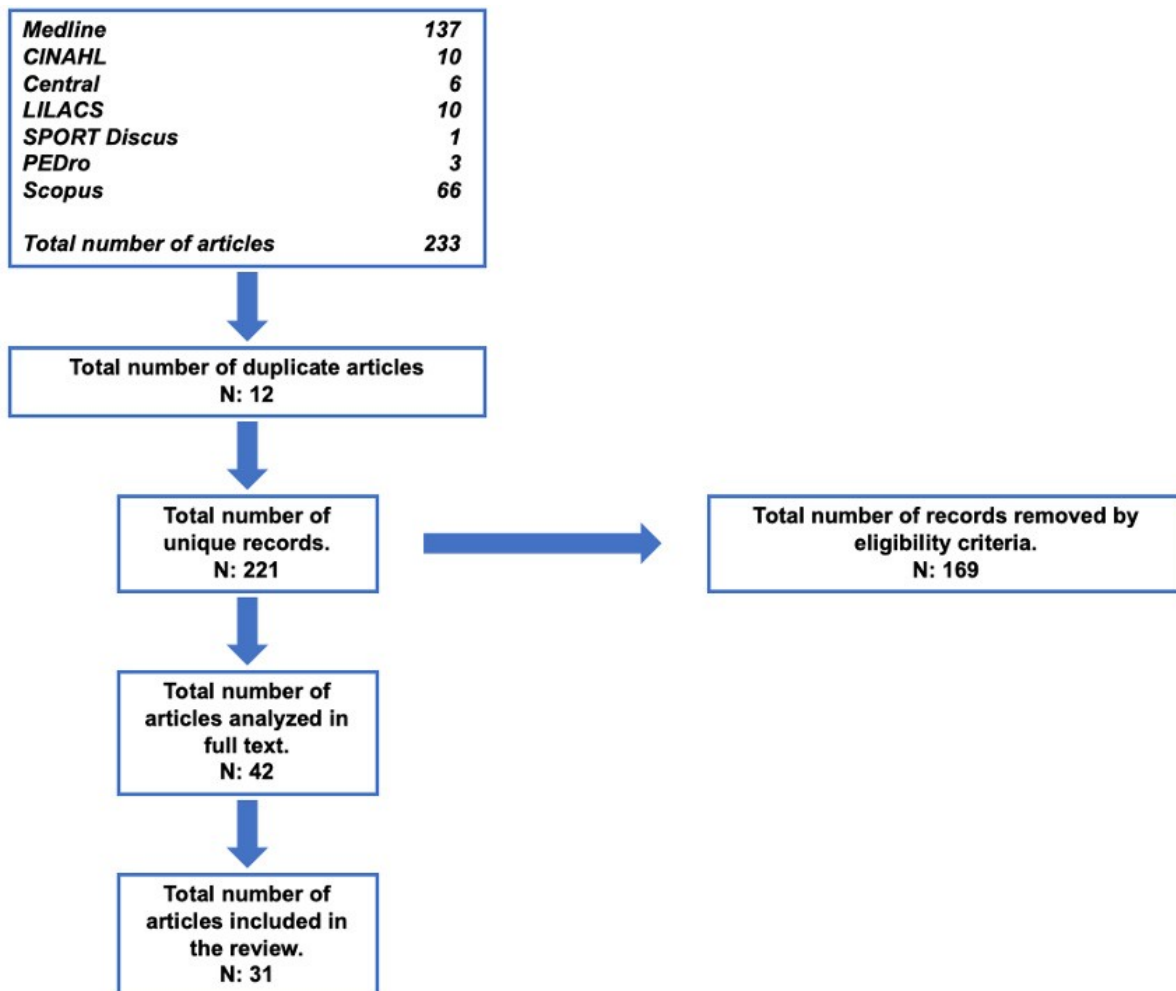 Medline 137
CINAHL 10
Central 6
LILACS 10
SPORT Discus 1
PEDro 3
Scopus 66
Total number of articles 233
Total number of duplicate articles
N: 12
Total number of
unique records.
N: 221
Total number of records removed by
eligibility criteria.
N: 169
Total number of
articles analyzed in
full text.
N: 42
Total number of
articles included in
the review.
N: 31